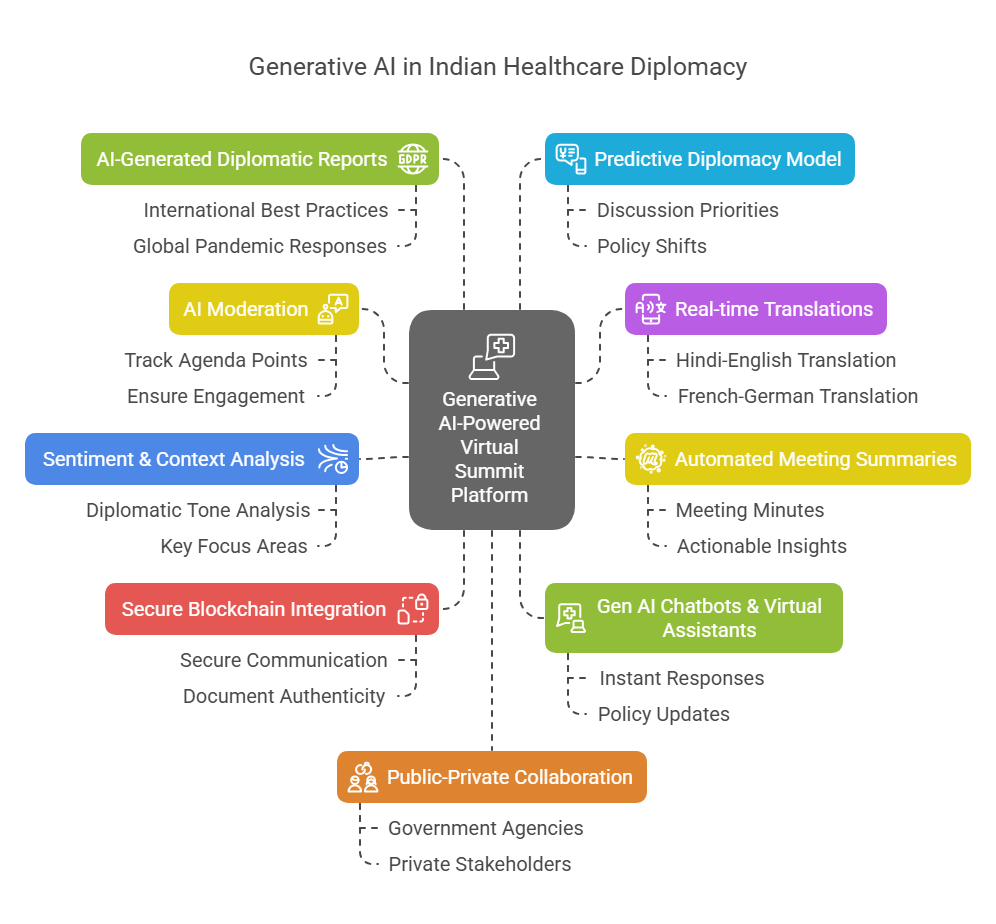 Generative AI in Indian Healthcare Diplomacy
AI-Generated Diplomatic Reports
GDPR
International Best Practices
Global Pandemic Responses
Predictive Diplomacy Model
Discussion Priorities
Policy Shifts
AI Moderation
A
Track Agenda Points
Ensure Engagement
Real-time Translations
A
文
Hindi-English Translation
French-German Translation
Generative
AI-Powered
Virtual
Summit
Platform
Sentiment & Context Analysis
Diplomatic Tone Analysis
Key Focus Areas
Automated Meeting Summaries
Meeting Minutes
Actionable Insights
Secure Blockchain Integration
Secure Communication
Document Authenticity
Gen AI Chatbots & Virtual
Assistants
Instant Responses
Policy Updates
Public-Private Collaboration
Government Agencies
Private Stakeholders